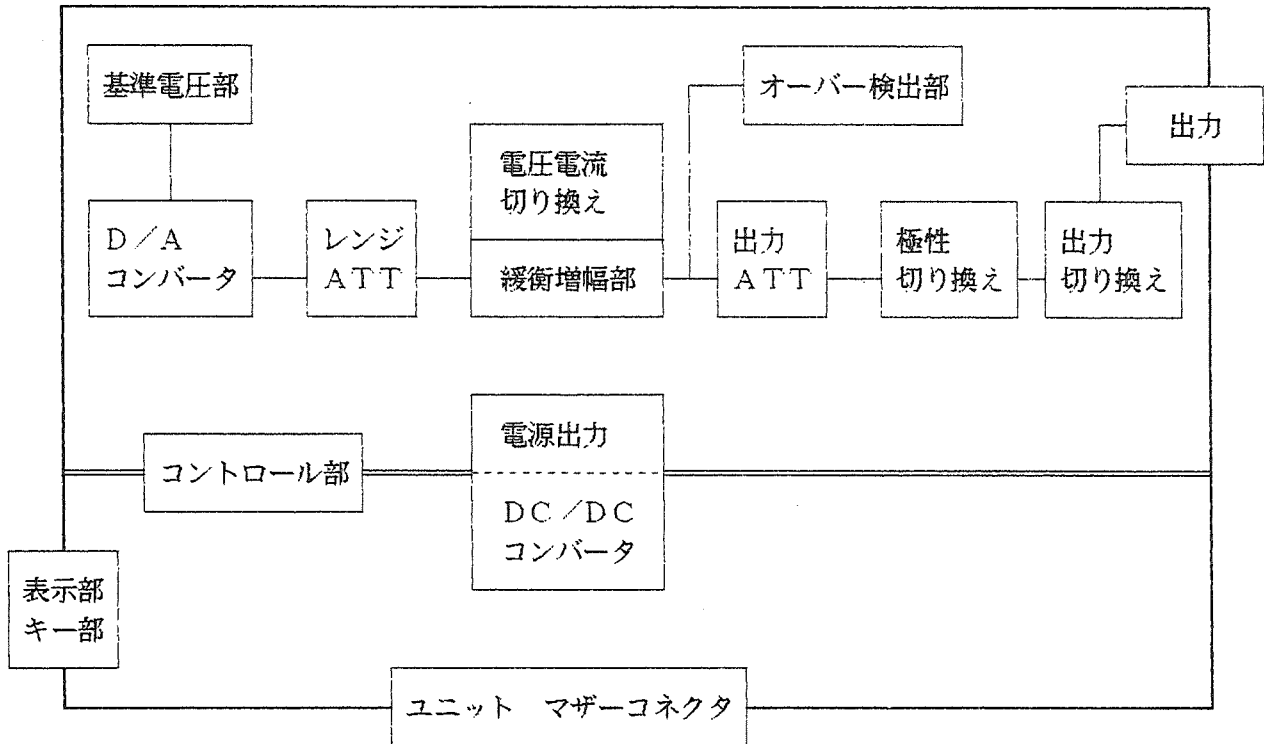 基準電圧部
オーバー検出部
出力
電圧電流
切り換え
D/A
コンバータ
レンジ
ATT
緩衝増幅部
出力
ATT
極性
切り換え
出力
切り換え
電源出力
コントロール部
DC/DC
コンバータ
表示部
キー部
ユニット　マザーコネクタ